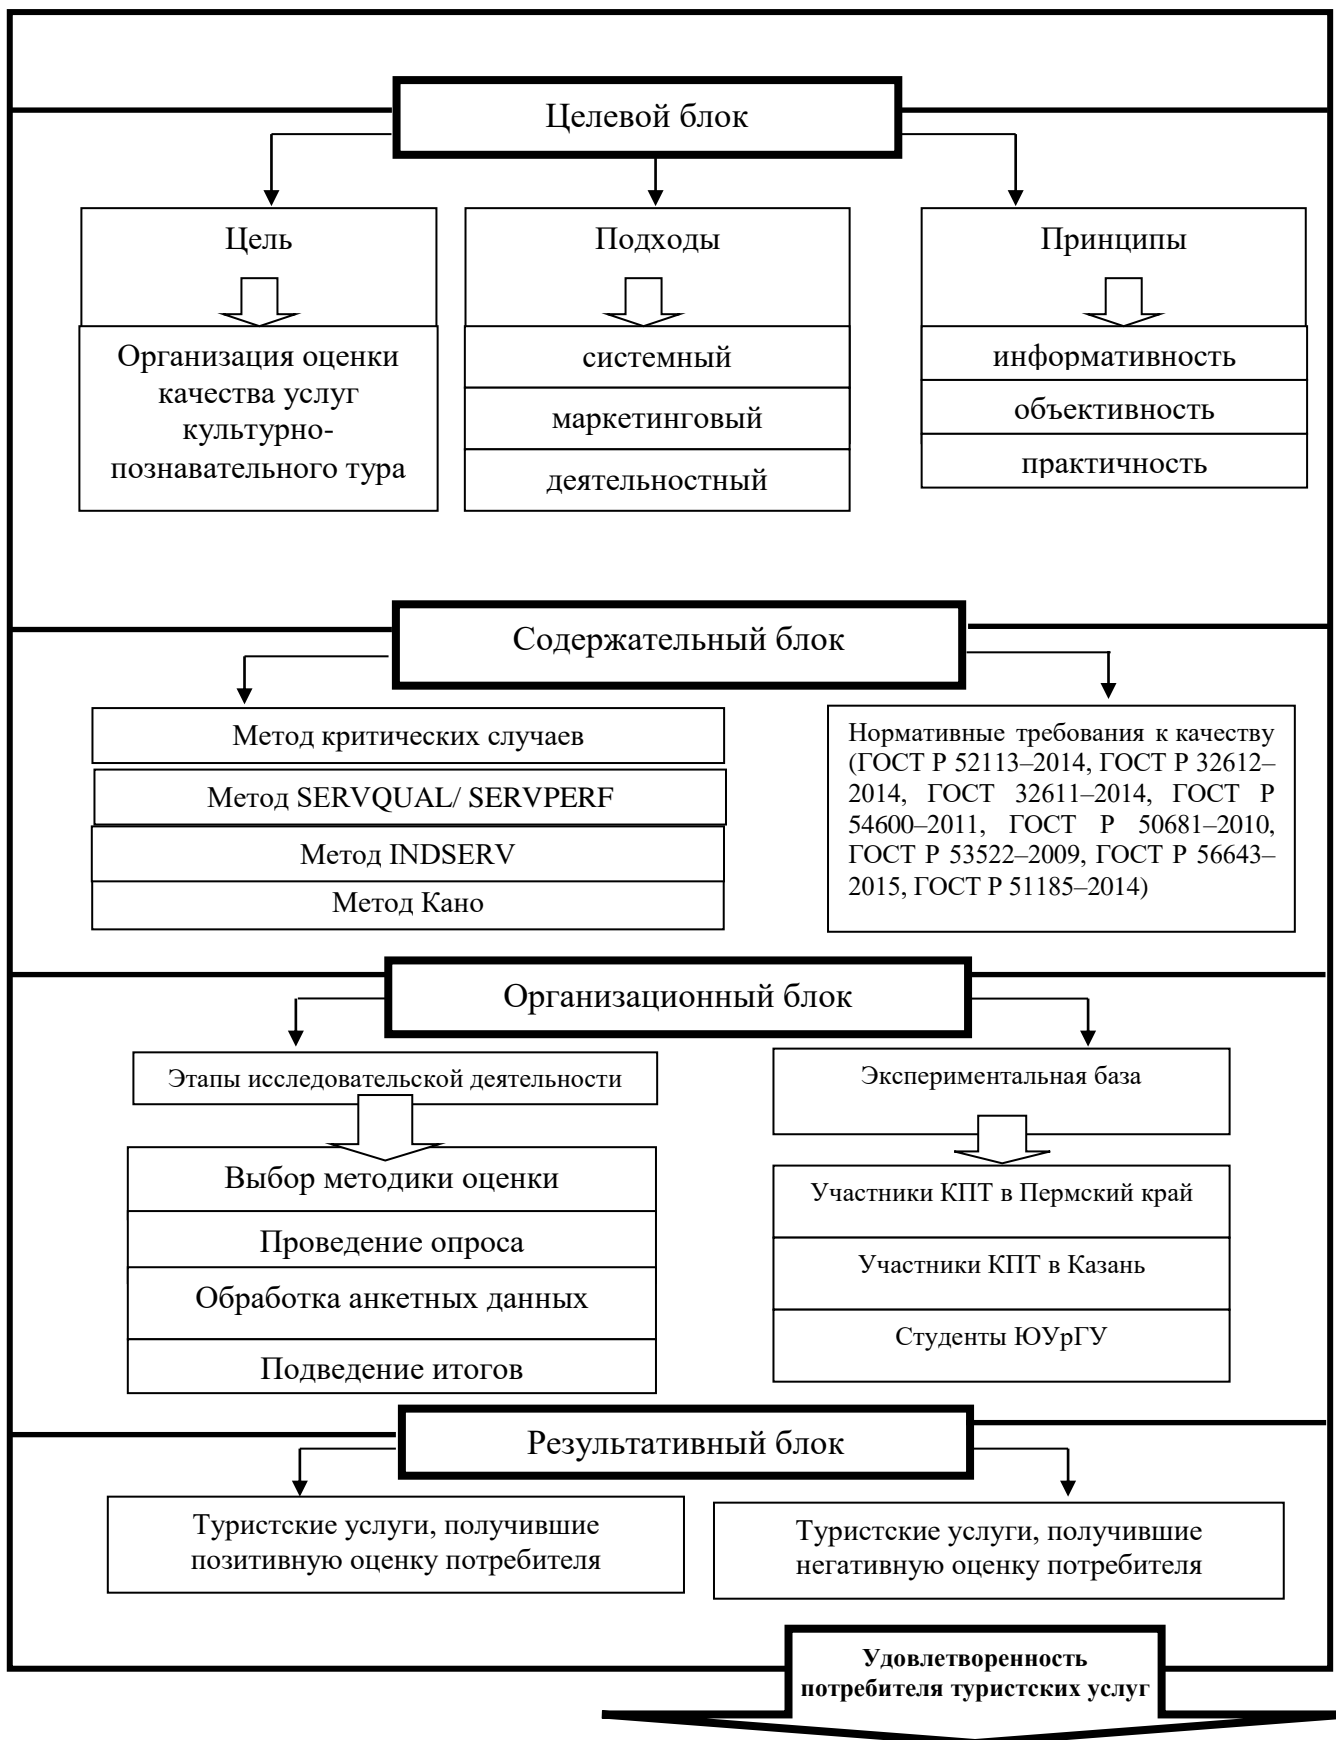 Целевой блок
Цель
Организация оценки
качества услуг
культурно-
познавательного тура
Подходы
системный
маркетинговый
деятельностный
Принципы
информативность
объективность
практичность
Содержательный блок
Метод критических случаев
Метод SERVQUAL/ SERVPERF
Метод INDSERV
Метод Кано
Нормативные требования к качеству
(ГОСТ Р 52113–2014, ГОСТ Р 32612–
2014, ГОСТ 32611–2014, ГОСТ Р
54600–2011, ГОСТ Р 50681–2010,
ГОСТ Р 53522–2009, ГОСТ Р 56643–
2015, ГОСТ Р 51185–2014)
Организационный блок
Этапы исследовательской деятельности
Выбор методики оценки
Проведение опроса
Обработка анкетных данных
Подведение итогов
Экспериментальная база
Участники КПТ в Пермский край
Участники КПТ в Казань
Студенты ЮУрГУ
Результативный блок
Туристские услуги, получившие
позитивную оценку потребителя
Туристские услуги, получившие
негативную оценку потребителя
Удовлетворенность
потребителя туристских услуг